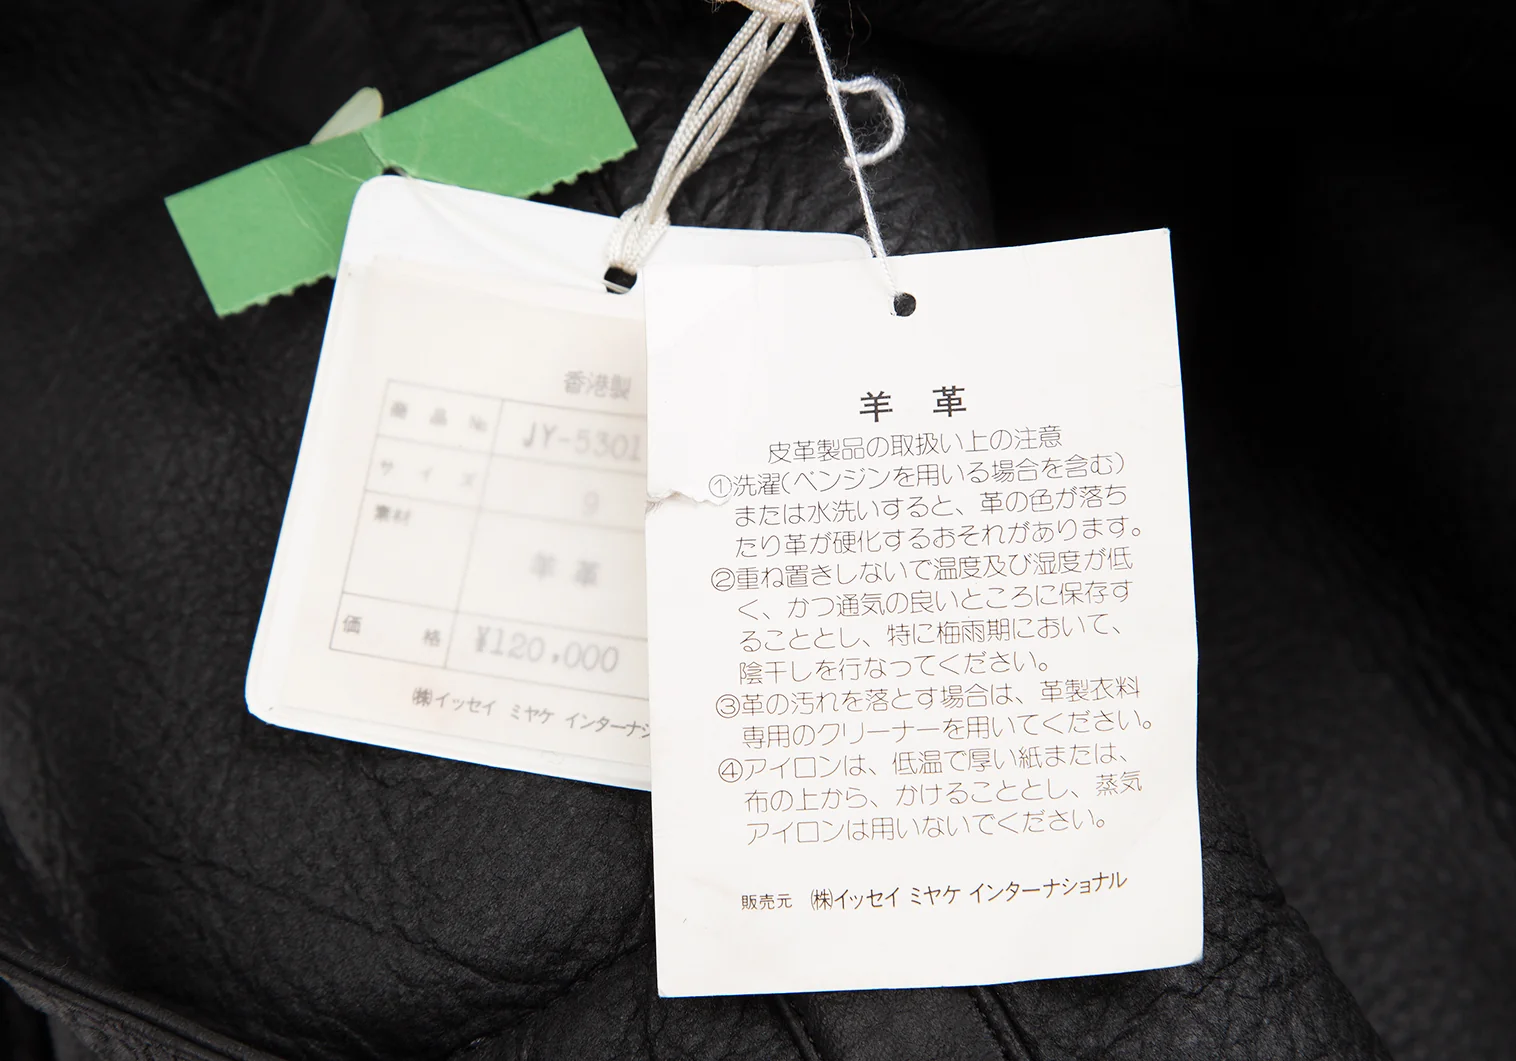 香港製
商品 No JY-5301
サイズ 9
素材 羊革
価格 ¥120,000
㈱イッセイ ミヤケ インターナシ
羊革
皮革製品の取扱い上の注意
①洗濯(ベンジンを用いる場合を含む)
または水洗いすると、革の色が落ち
たり革が硬化するおそれがあります。
②重ね置きしないで温度及び湿度が低
く、かつ通気の良いところに保存す
ることとし、特に梅雨期において、
陰干しを行なってください。
③革の汚れを落とす場合は、革製衣料
専用のクリーナーを用いてください。
④アイロンは、低温で厚い紙または、
布の上から、かけることとし、蒸気
アイロンは用いないでください。
販売元 ㈱イッセイ ミヤケ インターナショナル